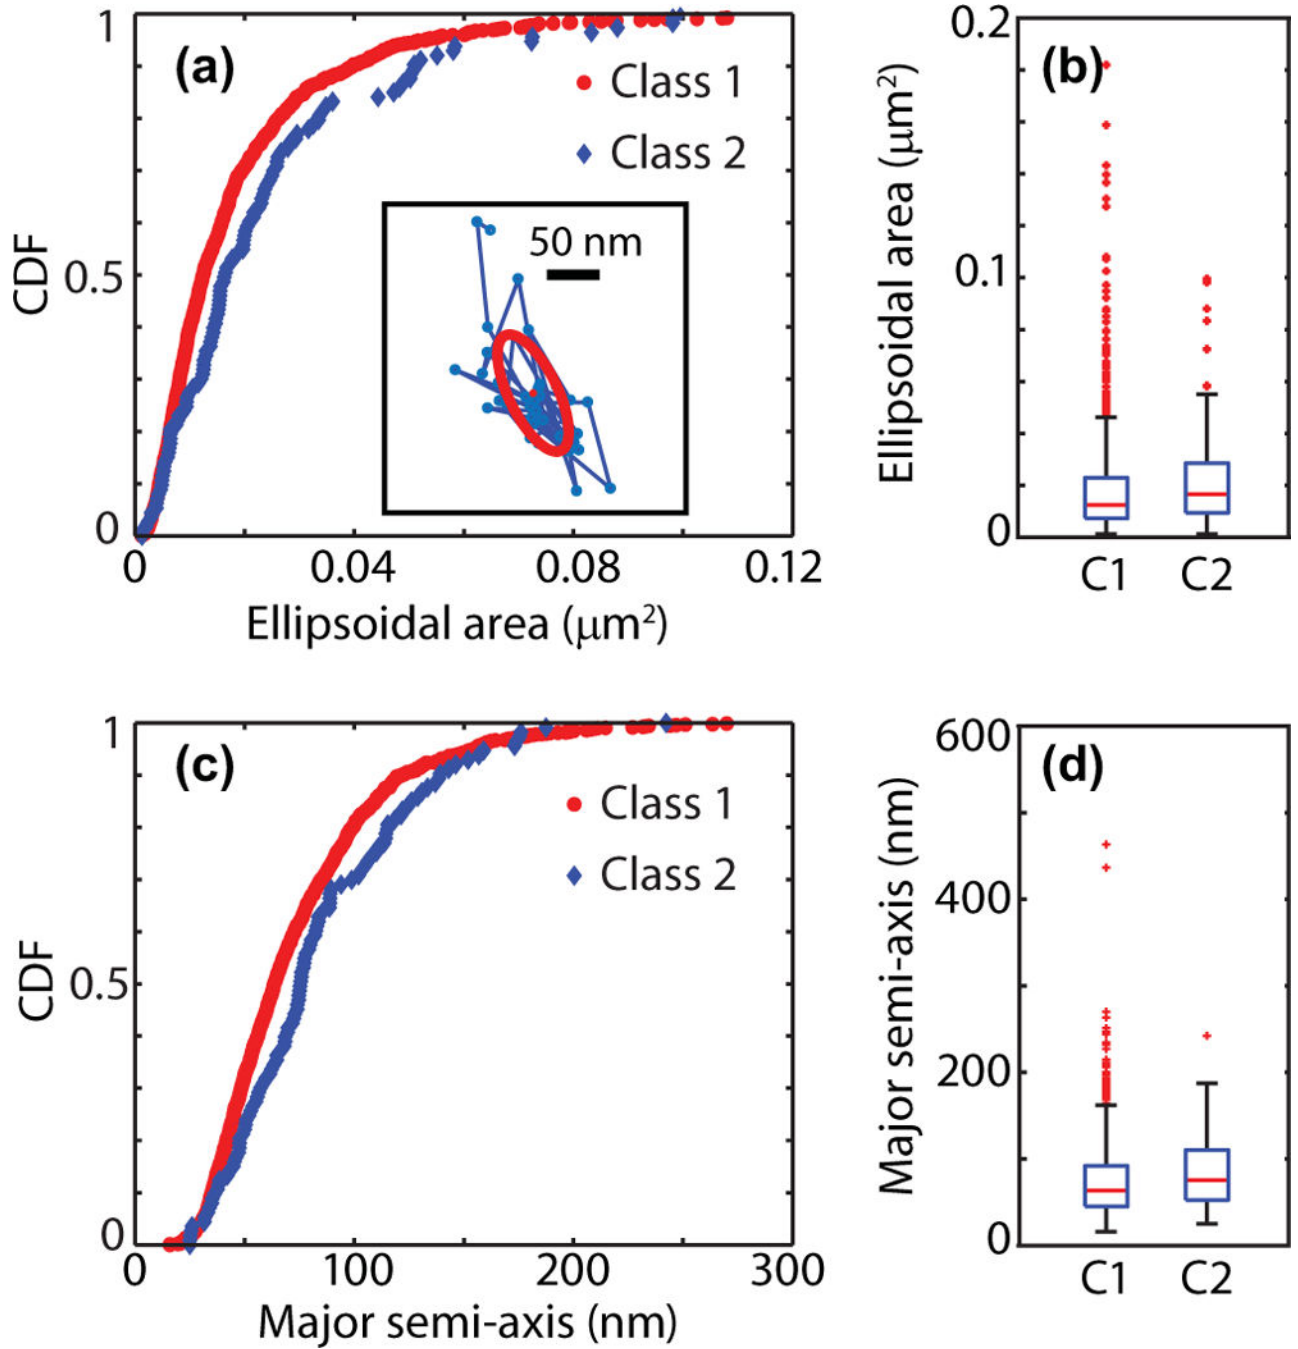 (a)
CDF
1
0.5
0
Class 1
Class 2
50 nm
0
0.04
0.08
0.12
Ellipsoidal area (μm²)
(b)
Ellipsoidal area (μm²)
0.2
0.1
0
C1
C2
(c)
CDF
1
0.5
0
Class 1
Class 2
0
100
200
300
Major semi-axis (nm)
(d)
Major semi-axis (nm)
600
400
200
0
C1
C2